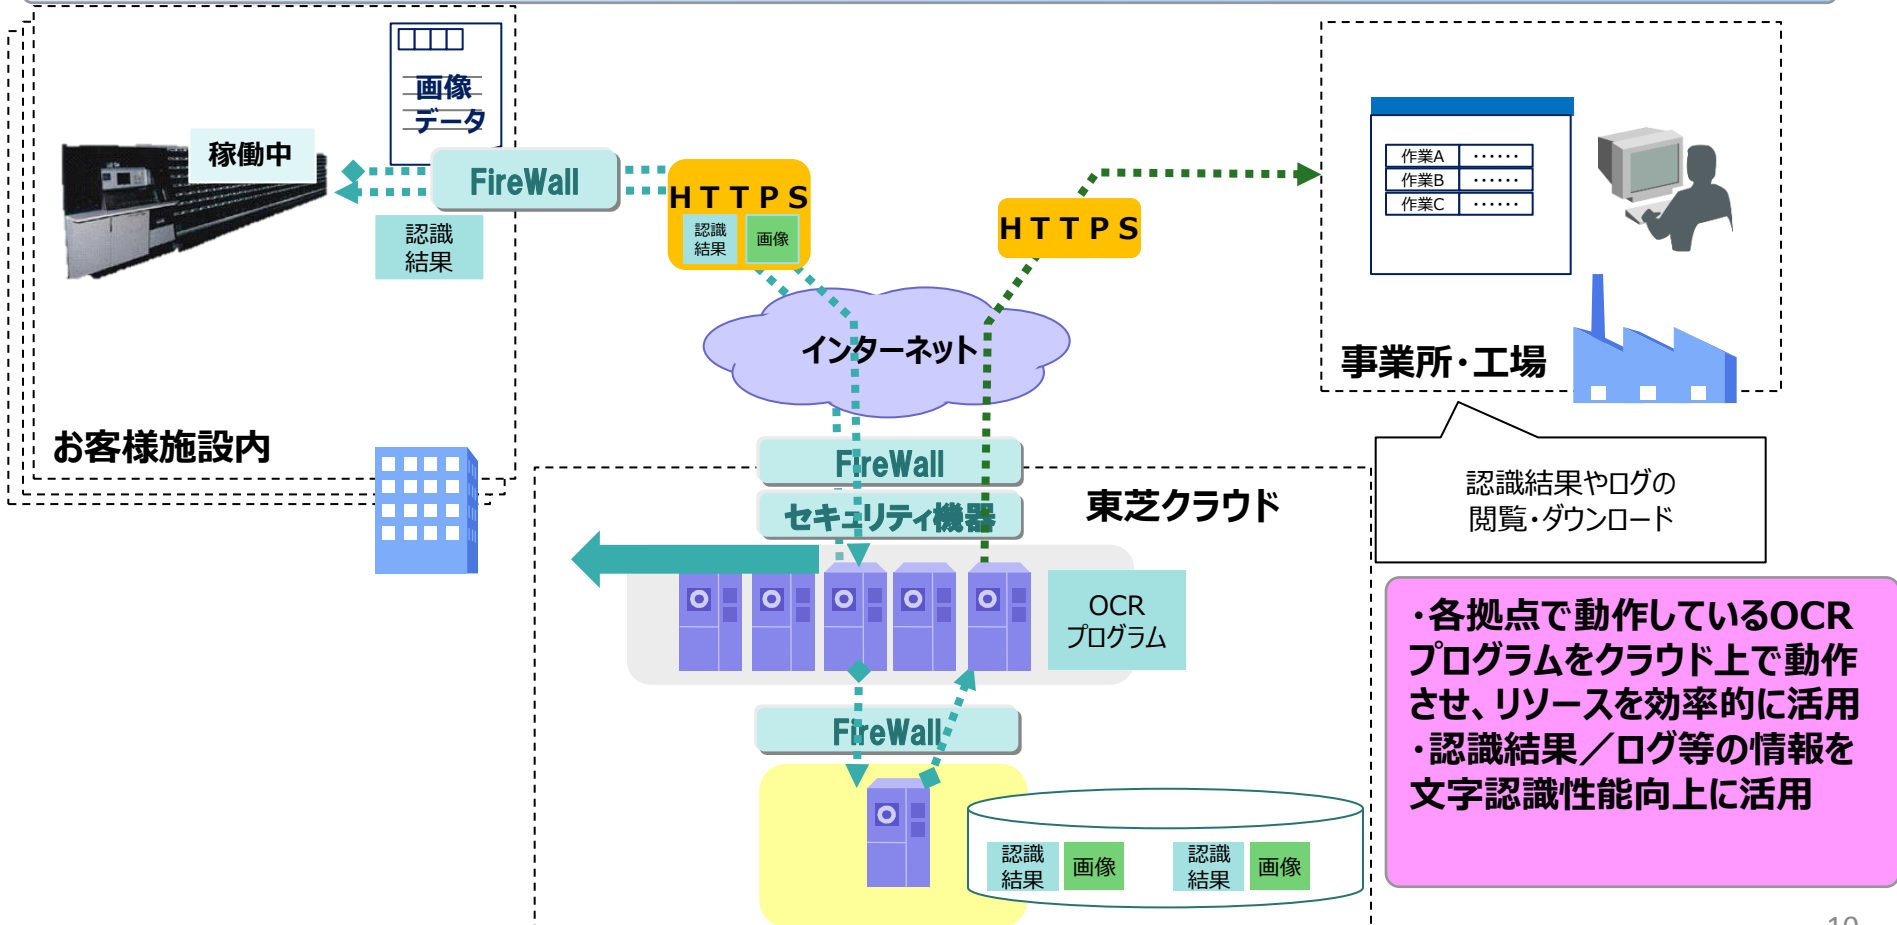 画像
データ
稼働中
FireWall
認識
結果
HTTPS
認識
結果
画像
HTTPS
作業A
……
作業B
……
作業C
……
インターネット
事業所・工場
お客様施設内
認識結果やログの
閲覧・ダウンロード
FireWall
セキュリティ機器
東芝クラウド
OCR
プログラム
FireWall
認識
結果
画像
認識
結果
画像
・各拠点で動作しているOCR
プログラムをクラウド上で動作
させ、リソースを効率的に活用
・認識結果／ログ等の情報を
文字認識性能向上に活用